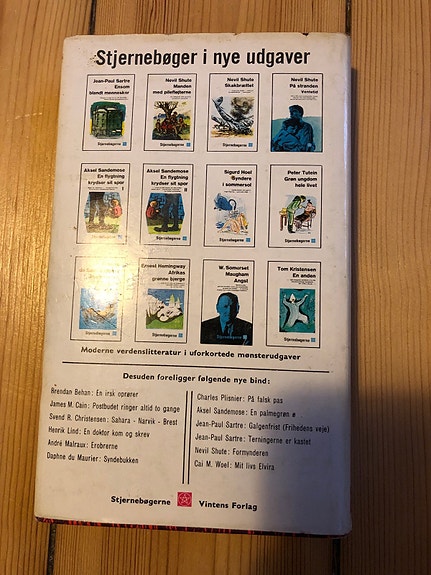 Stjernebøger i nye udgaver
Jean-Paul Sartre
Ensom
blandt mennesker
Stjernebøgerne
Nevil Shute
Manden
med pilefløjterne
Stjernebøgerne
Nevil Shute
Skakbrættet
Stjernebøgerne
Nevil Shute
På stranden
Stjernebøgerne
Aksel Sandemose
En flygtning
krydser sit spor
I
Stjernebøgerne
Aksel Sandemose
En flygtning
krydser sit spor
II
Stjernebøgerne
Sigurd Hoel
Syndere
i sommersol
Stjernebøgerne
Peter Tutein
Grøn ungdom
hele livet
Stjernebøgerne
Stjernebøgerne
Ernest Hemingway
Afrikas
grønne bjerge
Stjernebøgerne
W. Somerset
Maugham
Angst
Stjernebøgerne
Tom Kristensen
En anden
Stjernebøgerne
Moderne verdenslitteratur i uforkortede mønsterudgaver
Desuden foreligger følgende nye bind:
Brendan Behan: En irsk oprører
James M. Cain: Postbudet ringer altid to gange
Svend R. Christensen: Sahara - Narvik - Brest
Henrik Lind: En doktor kom og skrev
André Malraux: Erobrerne
Daphne du Maurier: Syndebukken
Charles Plisnier: På falsk pas
Aksel Sandemose: En palmegrøn ø
Jean-Paul Sartre: Galgenfrist (Frihedens veje)
Jean-Paul Sartre: Terningerne er kastet
Nevil Shute: Formynderen
Cai M. Woel: Mit livs Elvira
Stjernebøgerne Vintens Forlag